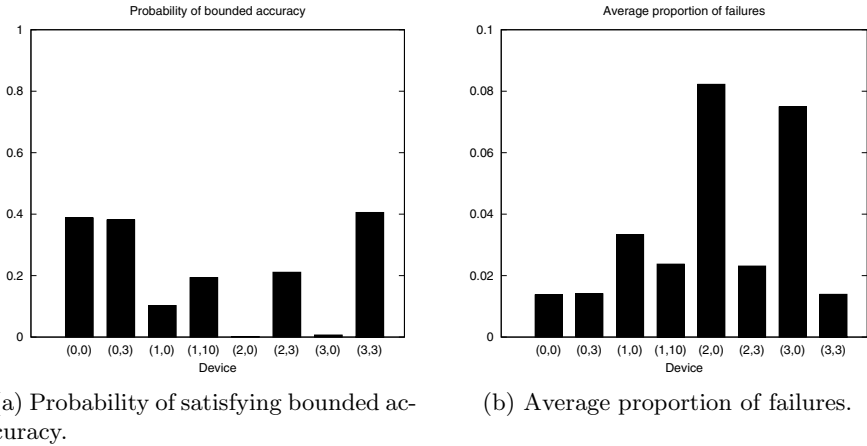 Probability of bounded accuracy
1
0.8
0.6
0.4
0.2
0
(0,0) (0,3) (1,0) (1,10) (2,0) (2,3) (3,0) (3,3)
Device
a) Probability of satisfying bounded ac-
curacy.
Average proportion of failures
0.1
0.08
0.06
0.04
0.02
0
(0,0) (0,3) (1,0) (1,10) (2,0) (2,3) (3,0) (3,3)
Device
(b) Average proportion of failures.